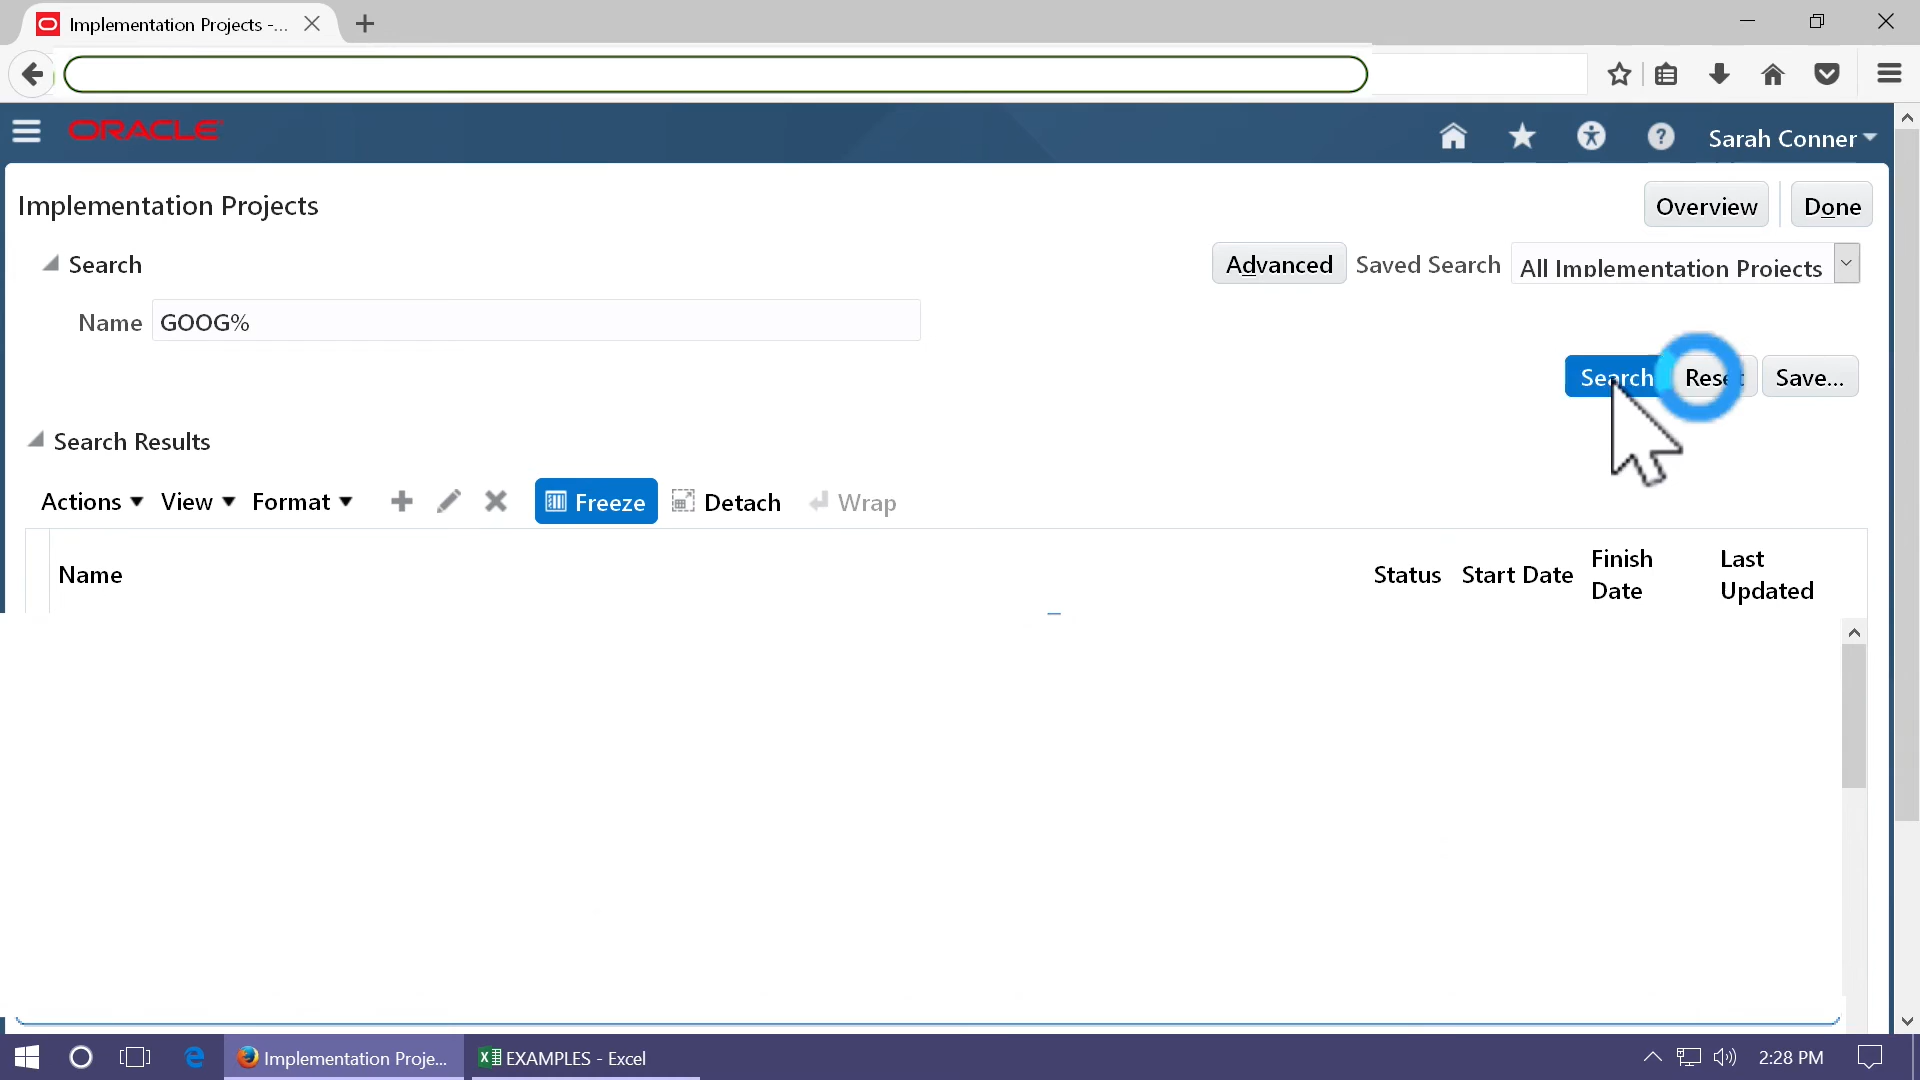 Implementation Projects -...
ORACLE
Sarah Conner
Implementation Projects
Overview
Done
Search
Advanced
Saved Search
All Implementation Projects
Name
GOOG%
Search
Reset
Save...
Search Results
Actions
View
Format
Freeze
Detach
Wrap
Name
Status
Start Date
Finish
Date
Last
Updated
Implementation Proje...
EXAMPLES - Excel
2:28 PM